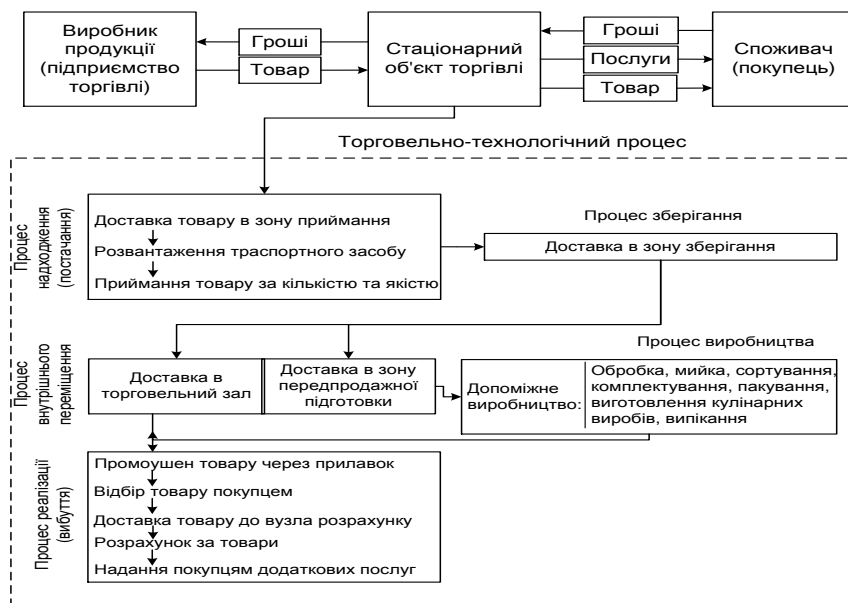 Виробник
продукції
(підприємство
торгівлі)
Гроші
Товар
Стаціонарний
об'єкт торгівлі
Гроші
Послуги
Товар
Споживач
(покупець)
Торговельно-технологічний процес
Процес
надходження
(постачання)
Доставка товару в зону приймання
Розвантаження траспортного засобу
Приймання товару за кількістю та якістю
Процес зберігання
Доставка в зону зберігання
Процес
внутрішнього
переміщення
Доставка в
торговельний зал
Доставка в зону
передпродажної
підготовки
Процес виробництва
Допоміжне
виробництво:
Обробка, мийка, сортування,
комплектування, пакування,
виготовлення кулінарних
виробів, випікання
Процес реалізації
(вибуття)
Промоушен товару через прилавок
Відбір товару покупцем
Доставка товару до вузла розрахунку
Розрахунок за товари
Надання покупцям додаткових послуг